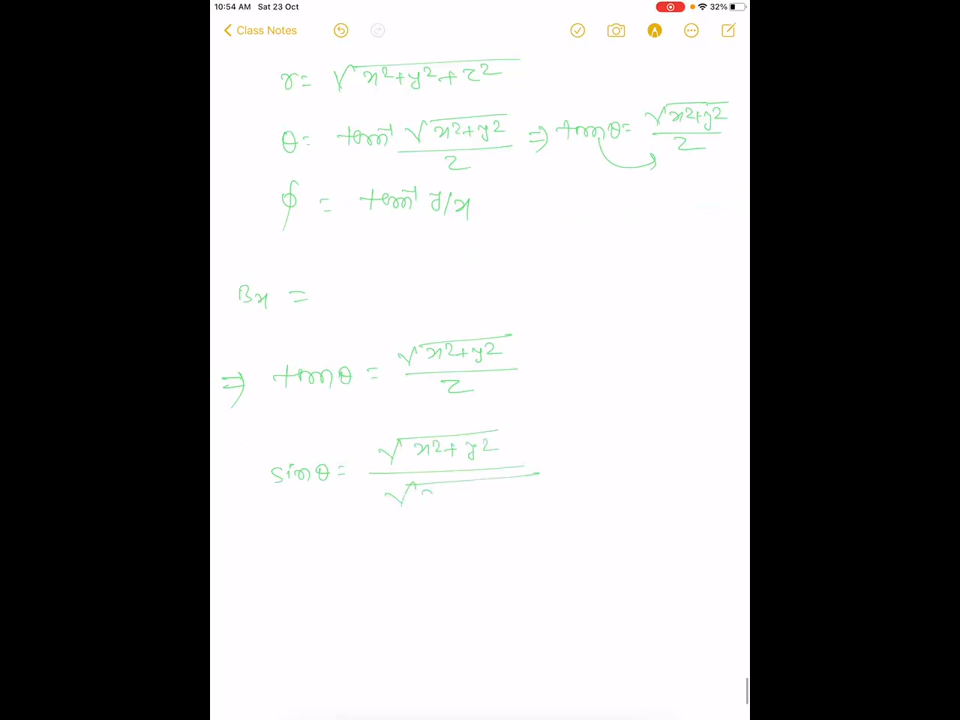 10:54 AM Sat 23 Oct 32%
Class Notes
r = √x²+y²+z²
θ = tan⁻¹ √x²+y² / z ⇒ tanθ = √x²+y² / z
ϕ = tan⁻¹ y/x
Bx =
⇒ tanθ = √x²+y² / z
sinθ = √x²+y² / √